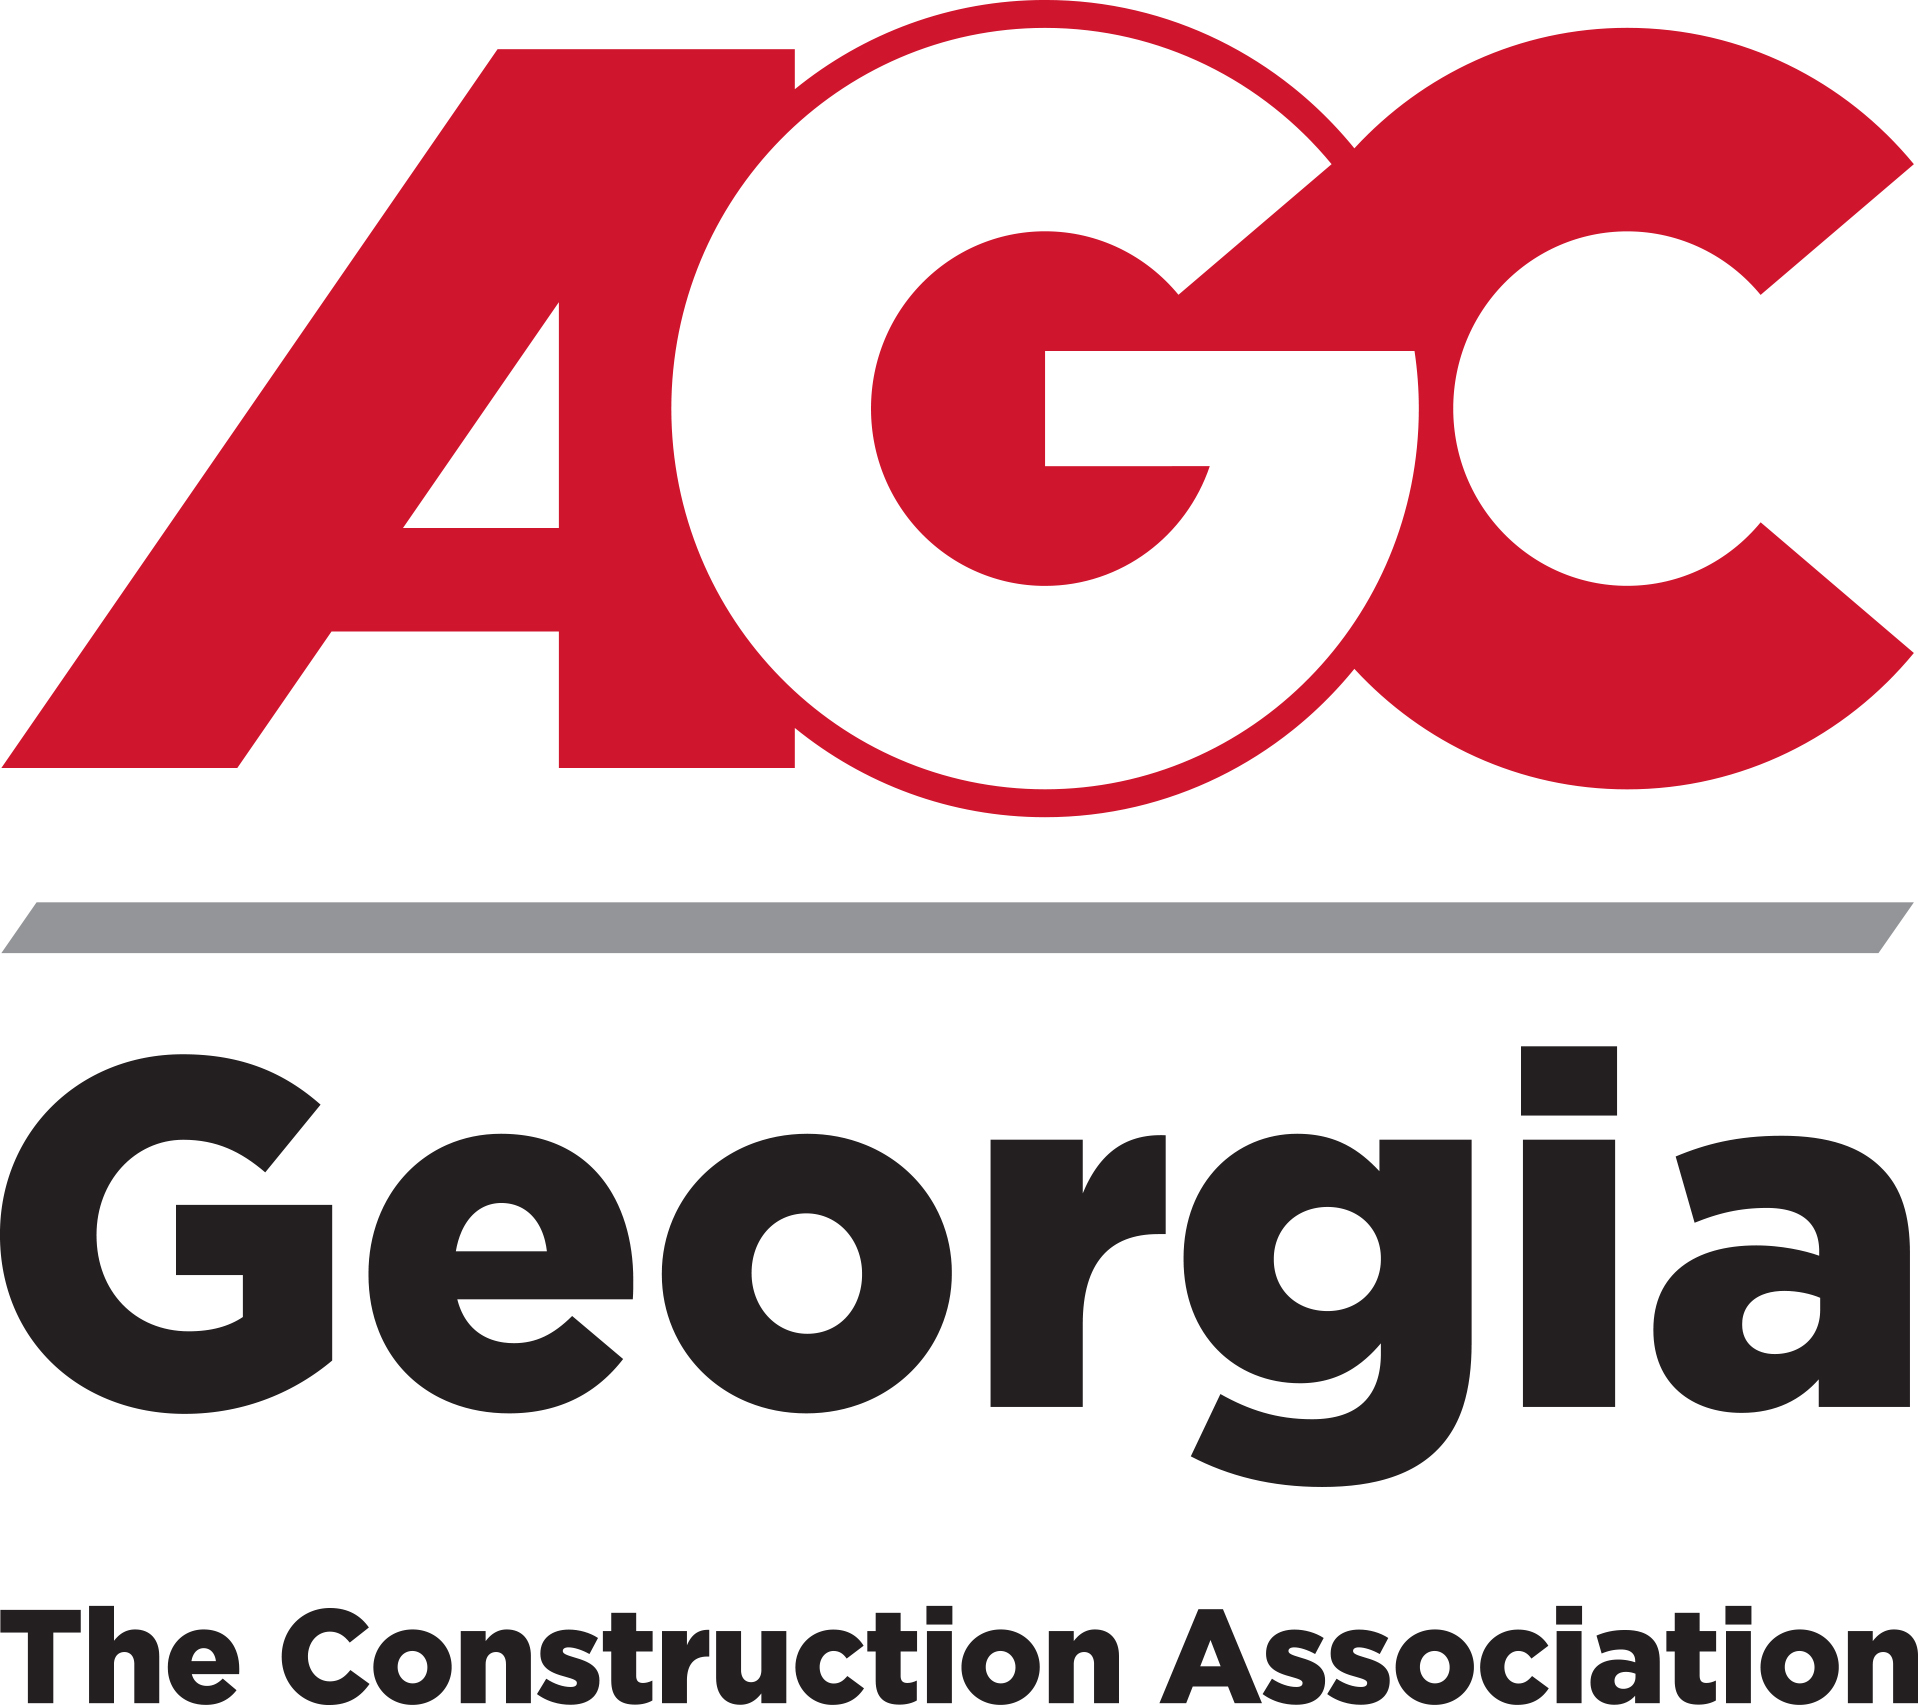 AGC
Georgia
The Construction Association